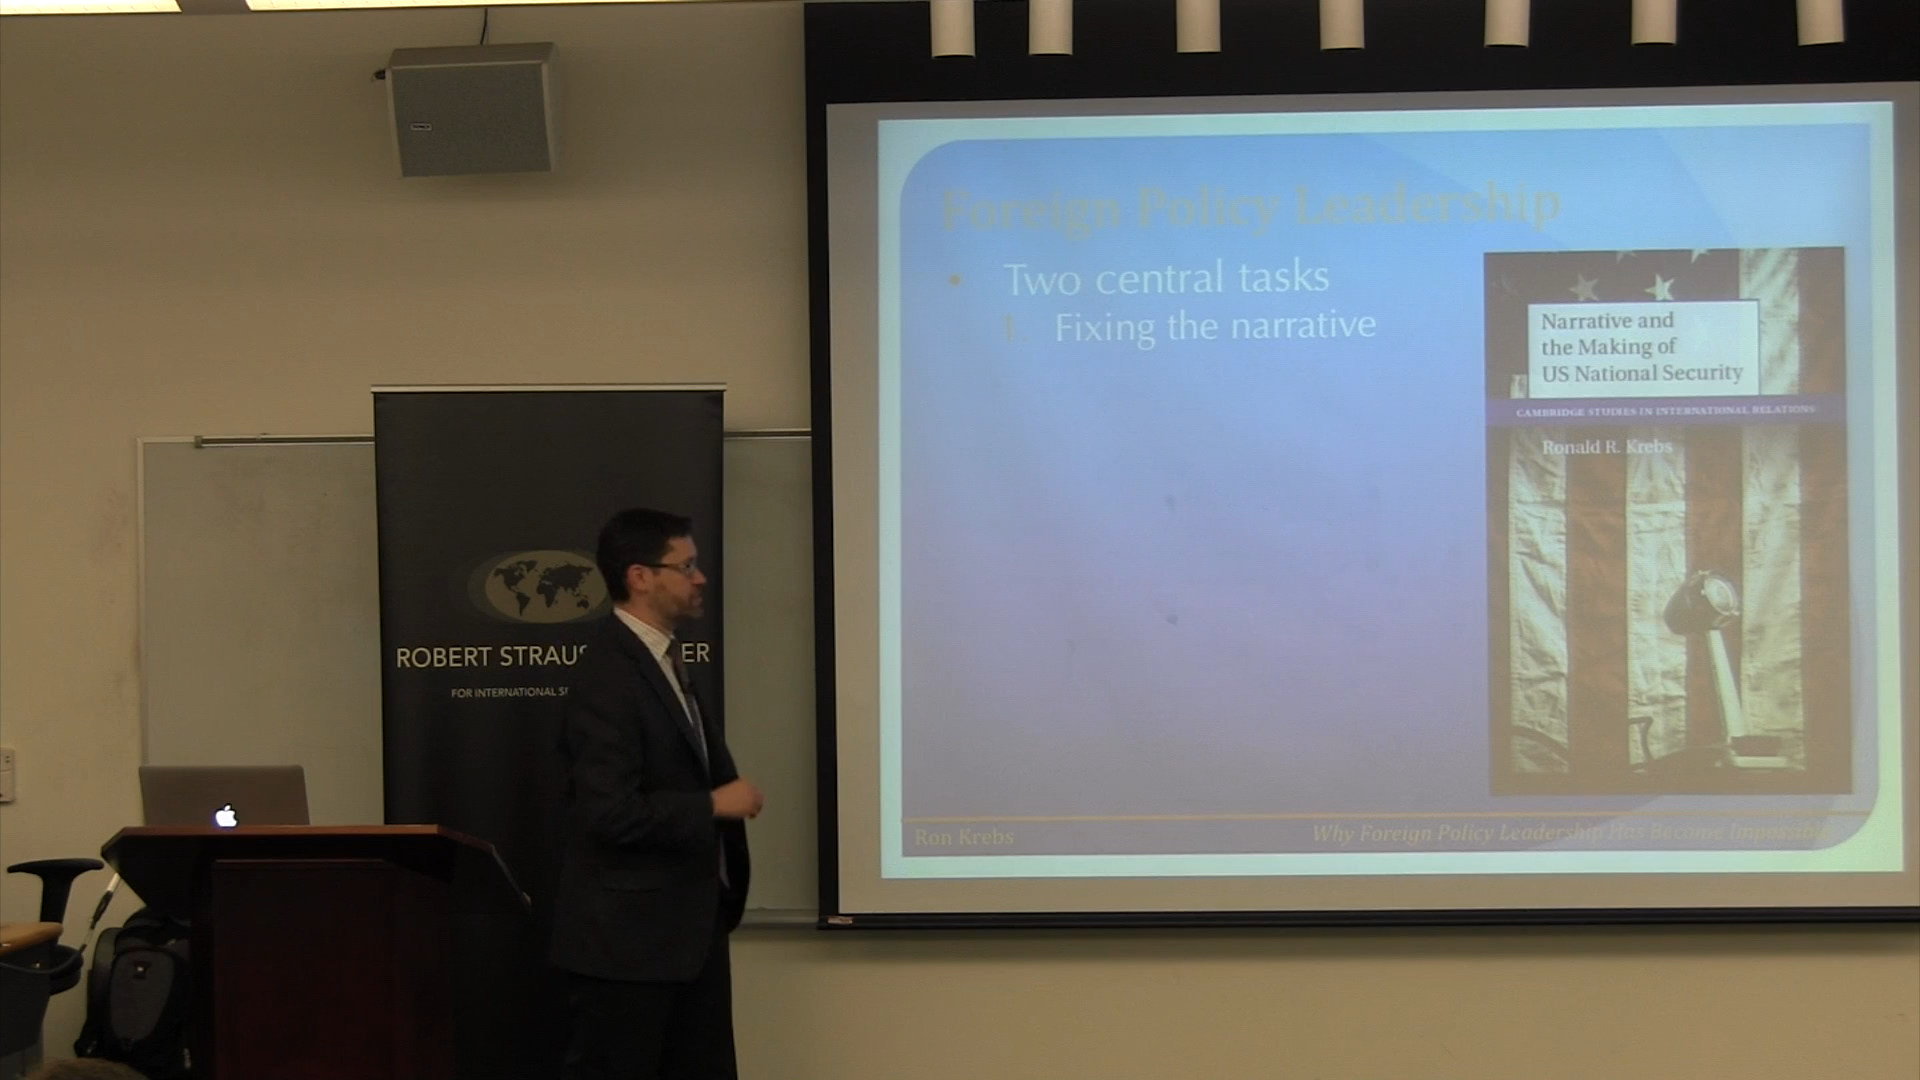 Foreign Policy Leadership
• Two central tasks
1. Fixing the narrative
Narrative and
the Making of
US National Security
CAMBRIDGE STUDIES IN INTERNATIONAL RELATIONS
Ronald R. Krebs
Ron Krebs
Why Foreign Policy Leadership Has Become Impossible
ROBERT STRAUS ER
FOR INTERNATIONAL S